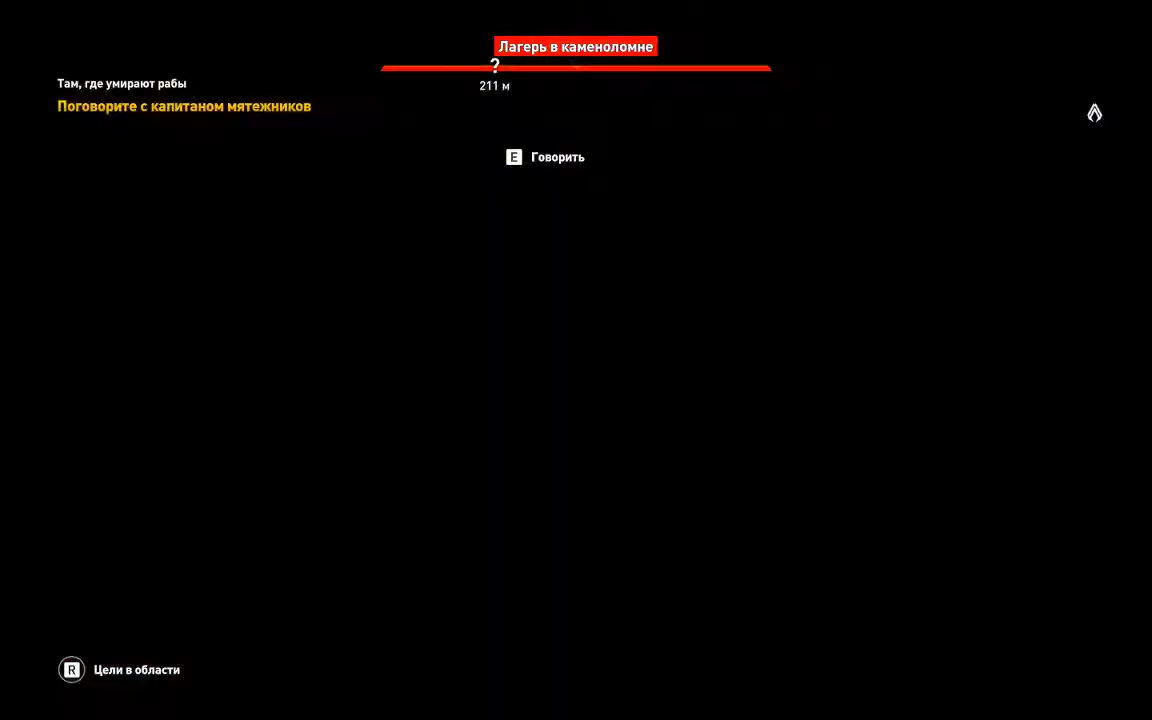 Лагерь в каменоломне
?
211 м
Там, где умирают рабы
Поговорите с капитаном мятежников
E Говорить
R Цели в области